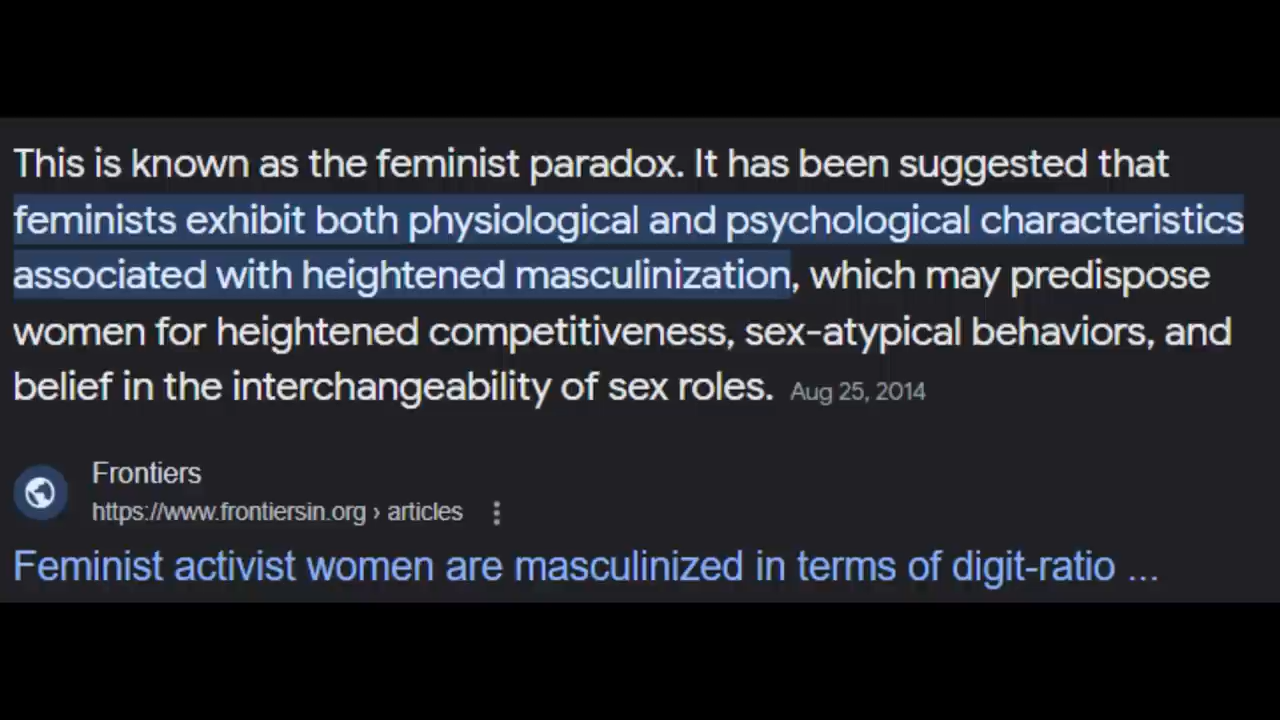 This is known as the feminist paradox. It has been suggested that
feminists exhibit both physiological and psychological characteristics
associated with heightened masculinization, which may predispose
women for heightened competitiveness, sex-atypical behaviors, and
belief in the interchangeability of sex roles. Aug 25, 2014
Frontiers
https://www.frontiersin.org › articles
Feminist activist women are masculinized in terms of digit-ratio ...